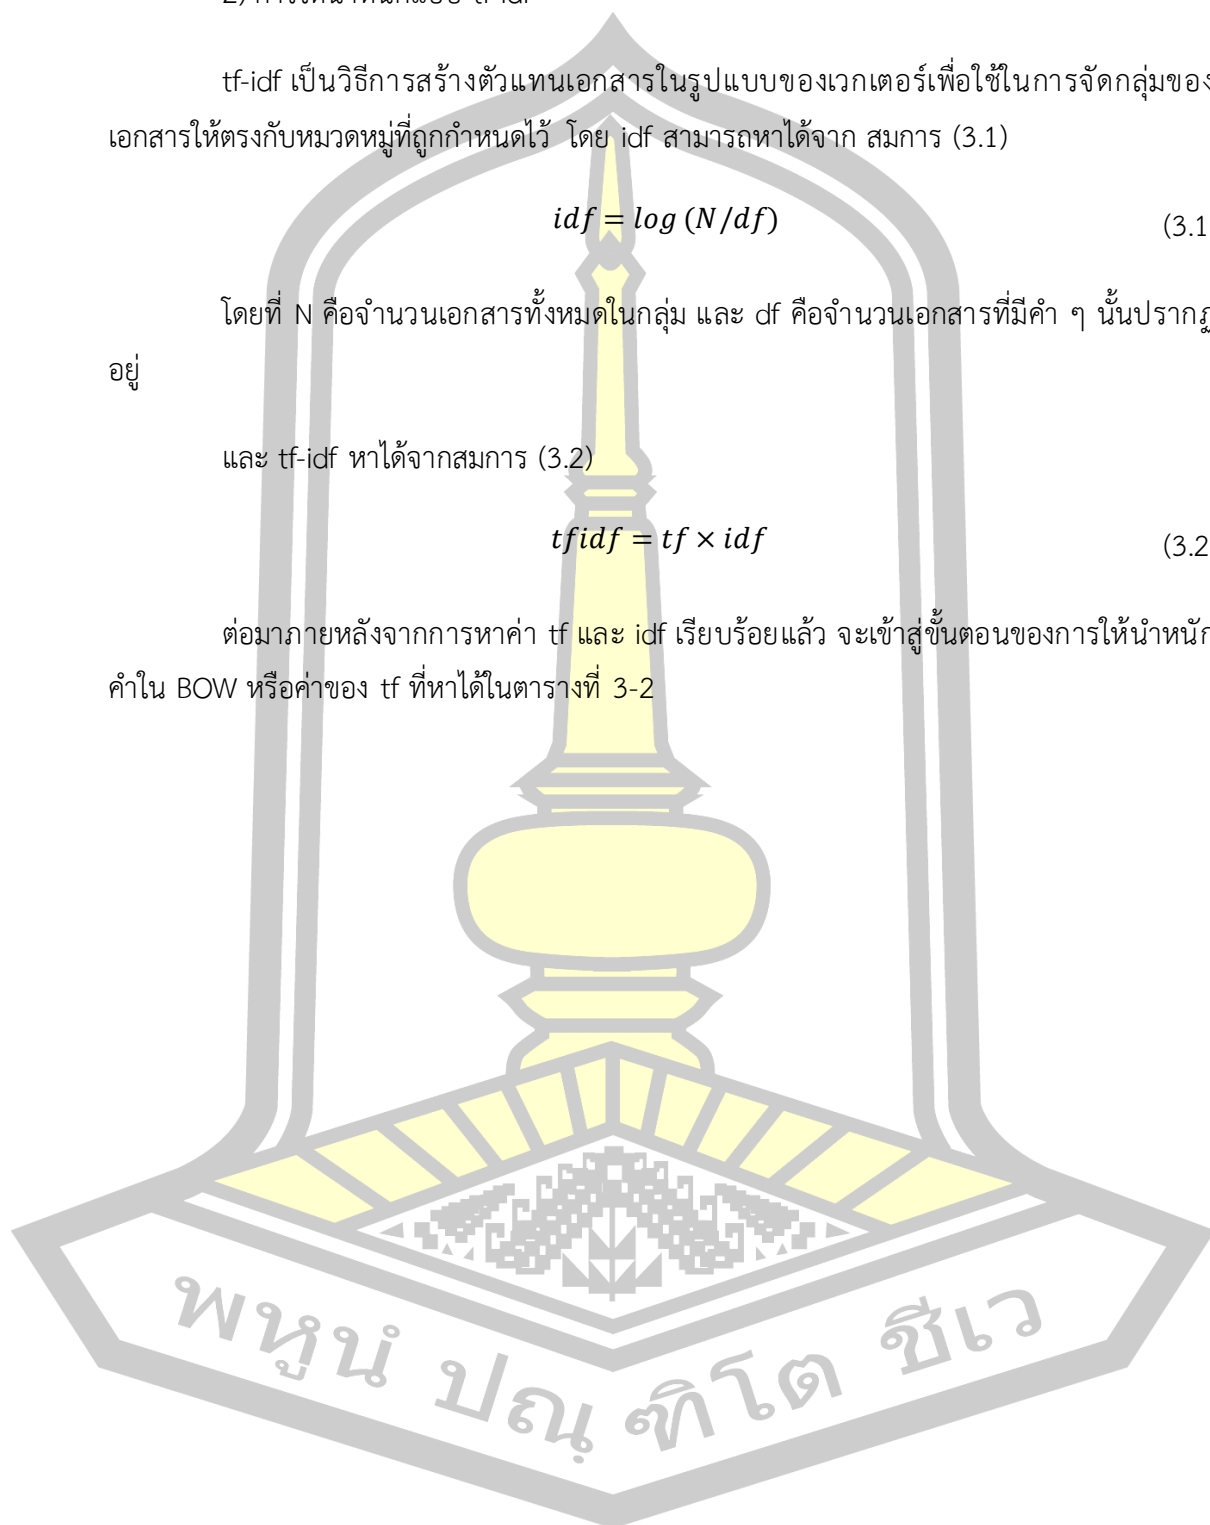 tf-idf เป็นวิธีการสร้างตัวแทนเอกสารในรูปแบบของเวกเตอร์เพื่อใช้ในการจัดกลุ่มของ
เอกสารให้ตรงกับหมวดหมู่ที่ถูกกำหนดไว้ โดย idf สามารถหาได้จาก สมการ (3.1)
idf = log (N/df) (3.1
โดยที่ N คือจำนวนเอกสารทั้งหมดในกลุ่ม และ df คือจำนวนเอกสารที่มีคำ ๆ นั้นปรากฏ
อยู่
และ tf-idf หาได้จากสมการ (3.2)
tfidf = tf × idf (3.2
ต่อมาภายหลังจากการหาค่า tf และ idf เรียบร้อยแล้ว จะเข้าสู่ขั้นตอนของการให้นำหนัก
คำใน BOW หรือค่าของ tf ที่หาได้ในตารางที่ 3-2
พหูนํ ปณฺฑิโต ชีเว